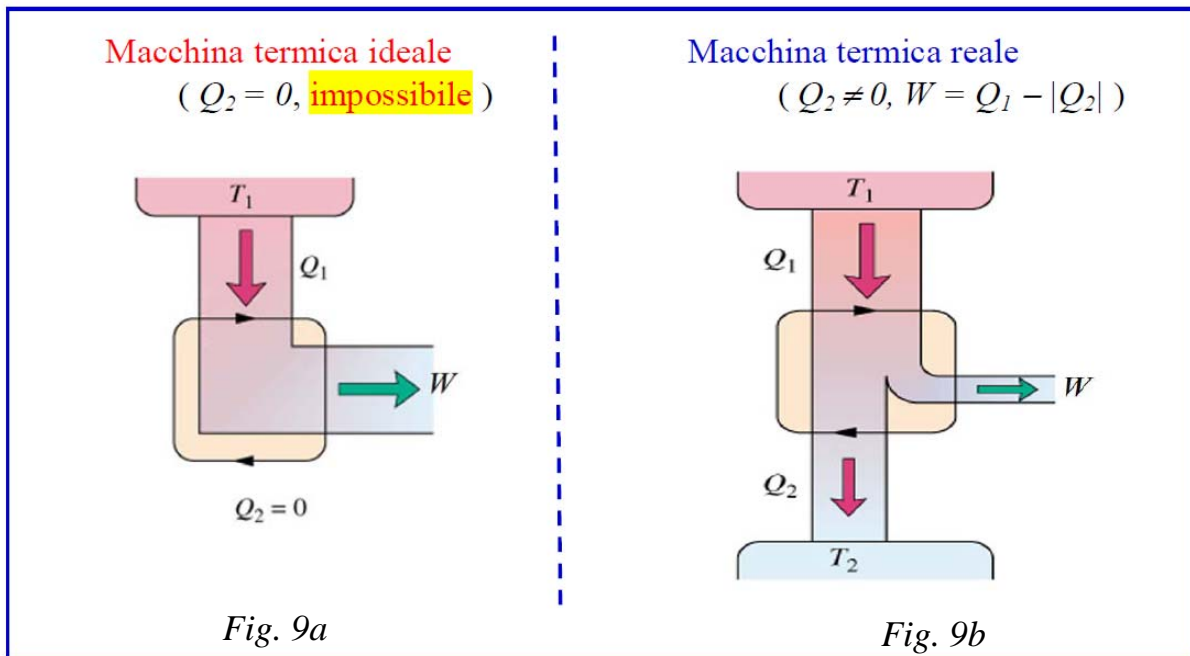 Macchina termica ideale
( Q₂ = 0, impossibile )
T₁
Q₁
W
Q₂ = 0
Fig. 9a
Macchina termica reale
( Q₂ ≠ 0, W = Q₁ – |Q₂| )
T₁
Q₁
W
Q₂
T₂
Fig. 9b